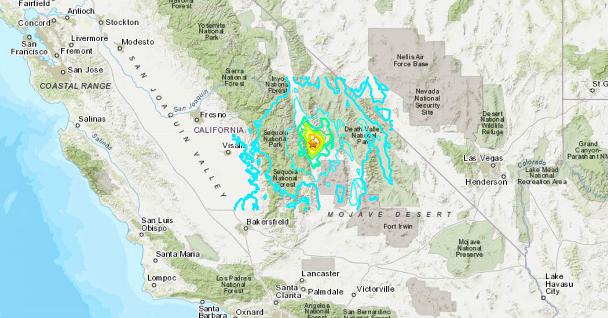 Fairfield
Antioch
Concord
Stockton
National
Forest
Yosemite
National
Park
San
Francisco
Livermore
Fremont
Modesto
San Jose
COASTAL RANGE
SAN JOAQUIN VALLEY
Sierra
National
Forest
Inyo
National
Forest
Nellis Air
Force Base
Nevada
National
Security
Site
St G
San Joaquin
Salinas
Salinas
Fresno
CALIFORNIA
Visalia
Sequoia
National
Park
Death Valley
National
Park
Desert
National
Wildlife
Refuge
Grand
Canyon-
Parashant N
Las Vegas
Henderson
Colorado
Lake Mead
National
Recreation Area
Sequoia
National
Forest
San Luis
Obispo
Bakersfield
MOJAVE DESERT
Fort Irwin
Santa Maria
Mojave
National
Preserve
Lompoc
Los Padres
National
Forest
Lancaster
Santa
Clarita
Palmdale
Victorville
Lake
Havasu
City
Santa
Barbara
Oxnard
Angeles
National
Forest
San Bernardino